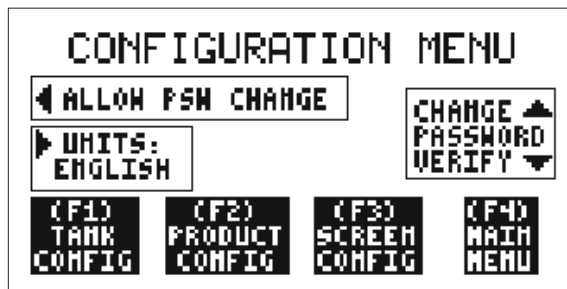 CONFIGURATION MENU
ALLOW PSW CHANGE
CHANGE
PASSWORD
VERIFY
UNITS:
ENGLISH
(F1)
TANK
CONFIG
(F2)
PRODUCT
CONFIG
(F3)
SCREEN
CONFIG
(F4)
MAIN
MENU